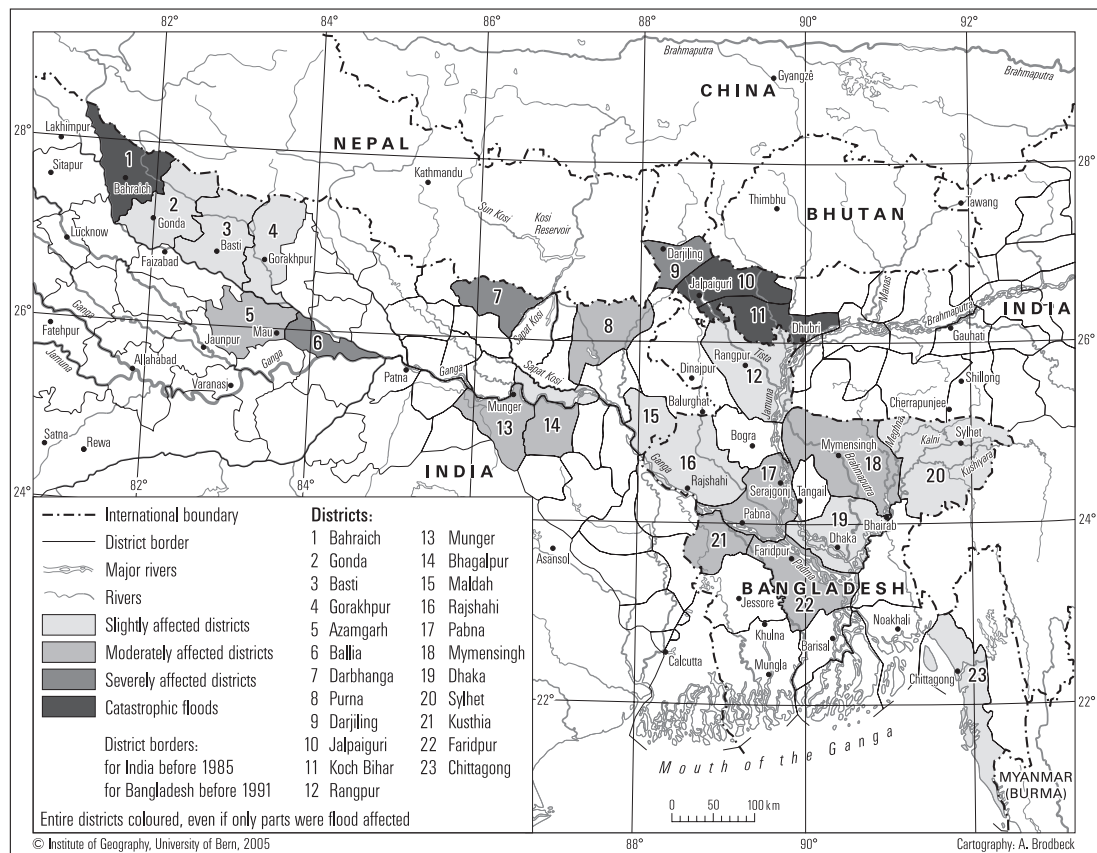 82°
84°
86°
88°
90°
92°
Brahmaputra
Brahmaputra
Gyangzê
CHINA
28°
Lakhimpur
NEPAL
28°
Sitapur
1
Bahraich
Kathmandu
Thimbhu
Tawang
2
Gonda
3
Basti
4
Gorakhpur
Sun Kosi
Kosi
Reservoir
BHUTAN
Lucknow
Faizabad
Darjiling
9
10
Jalpaiguri
11
Manas
7
8
Dhubri
Brahmaputra
INDIA
26°
26°
Ganga
5
Mau
6
Sapat Kosi
Gauhati
Fatehpur
Jaunpur
Ganga
Rangpur
Tista
12
Allahabad
Jamuna
Varanasi
Patna
Ganga
Sapat Kosi
Dinajpur
Shillong
Munger
Balurghat
Jamuna
Cherrapunjee
13
14
15
Meghna
Satna
Rewa
Bogra
Mymensingh
Kalni
Sylhet
INDIA
16
17
Brahmaputra
18
20
Kushiyara
Ganga
Rajshahi
Serajgonj
Tangail
24°
24°
82°
84°
Pabna
19
Bhairab
Dhaka
21
Faridpur
Padma
Asansol
BANGLADESH
22
Jessore
Noakhali
Khulna
Barisal
Calcutta
Mungla
Chittagong
23
22°
22°
Mouth of the Ganga
MYANMAR
(BURMA)
0 50 100 km
88°
90°
92°
International boundary
District border
Major rivers
Rivers
Slightly affected districts
Moderately affected districts
Severely affected districts
Catastrophic floods
District borders:
for India before 1985
for Bangladesh before 1991
Districts:
1 Bahraich
2 Gonda
3 Basti
4 Gorakhpur
5 Azamgarh
6 Ballia
7 Darbhanga
8 Purna
9 Darjiling
10 Jalpaiguri
11 Koch Bihar
12 Rangpur
13 Munger
14 Bhagalpur
15 Maldah
16 Rajshahi
17 Pabna
18 Mymensingh
19 Dhaka
20 Sylhet
21 Kusthia
22 Faridpur
23 Chittagong
Entire districts coloured, even if only parts were flood affected
© Institute of Geography, University of Bern, 2005
Cartography: A. Brodbeck